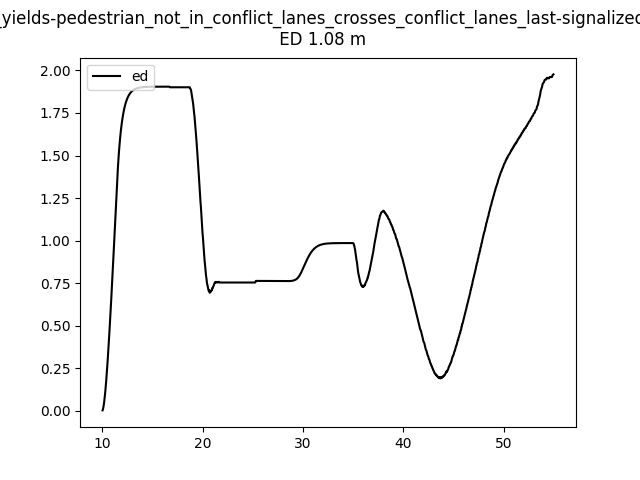 _yields-pedestrian_not_in_conflict_lanes_crosses_conflict_lanes_last-signalized
ED 1.08 m
ed
2.00
1.75
1.50
1.25
1.00
0.75
0.50
0.25
0.00
10 20 30 40 50